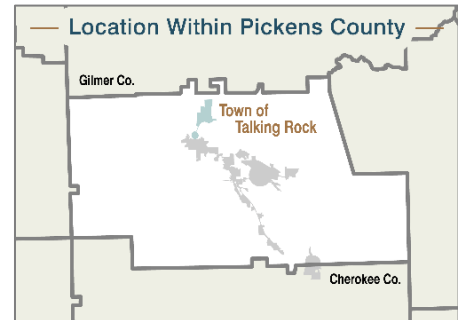 Location Within Pickens County
Gilmer Co.
Town of
Talking Rock
Cherokee Co.